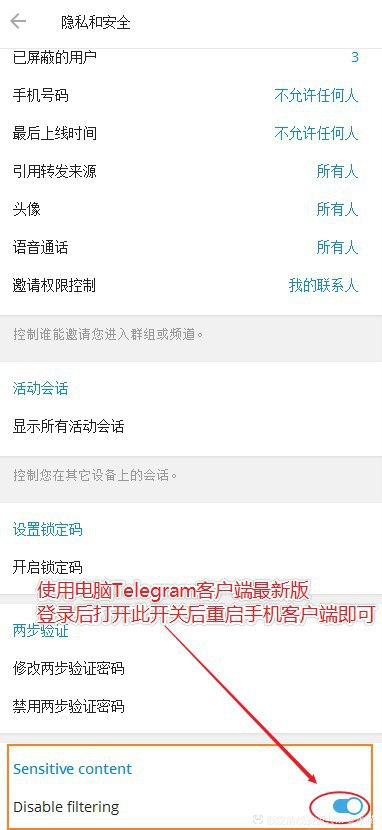 隐私和安全
已屏蔽的用户 3
手机号码 不允许任何人
最后上线时间 不允许任何人
引用转发来源 所有人
头像 所有人
语音通话 所有人
邀请权限控制 我的联系人
控制谁能邀请您进入群组或频道。
活动会话
显示所有活动会话
控制您在其它设备上的会话。
设置锁定码
开启锁定码
使用电脑Telegram客户端最新版
登录后打开此开关后重启手机客户端即可
两步验证
修改两步验证密码
禁用两步验证密码
Sensitive content
Disable filtering